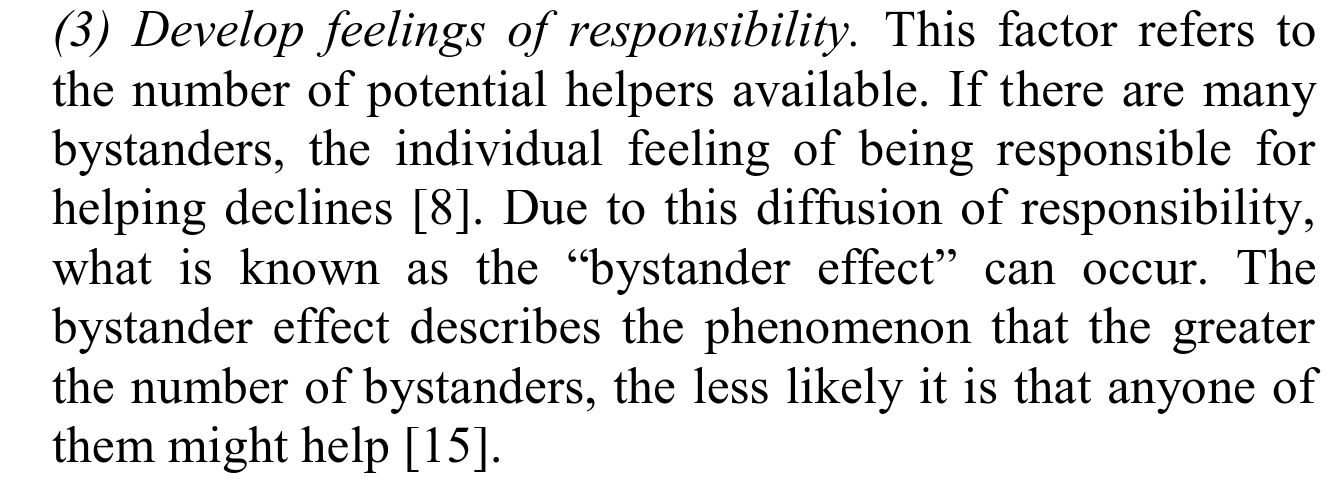 (3) Develop feelings of responsibility. This factor refers to
the number of potential helpers available. If there are many
bystanders, the individual feeling of being responsible for
helping declines [8]. Due to this diffusion of responsibility,
what is known as the “bystander effect” can occur. The
bystander effect describes the phenomenon that the greater
the number of bystanders, the less likely it is that anyone of
them might help [15].